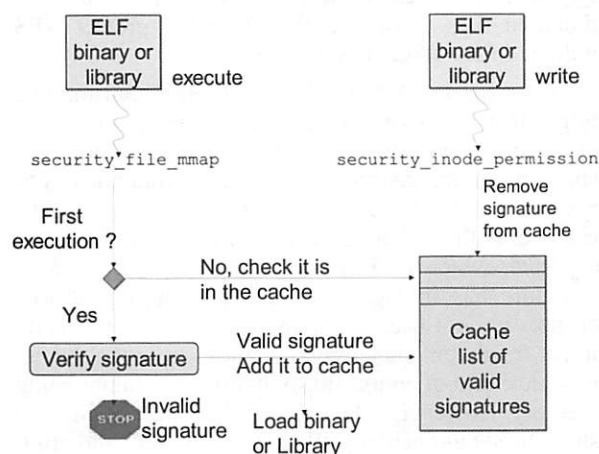 ELF
binary or
library
execute
ELF
binary or
library
write
security_file_mmap
security_inode_permission
Remove
signature
from cache
First
execution ?
No, check it is
in the cache
Yes
Verify signature
Valid signature
Add it to cache
Cache
list of
valid
signatures
STOP
Invalid
signature
Load binary
or Library